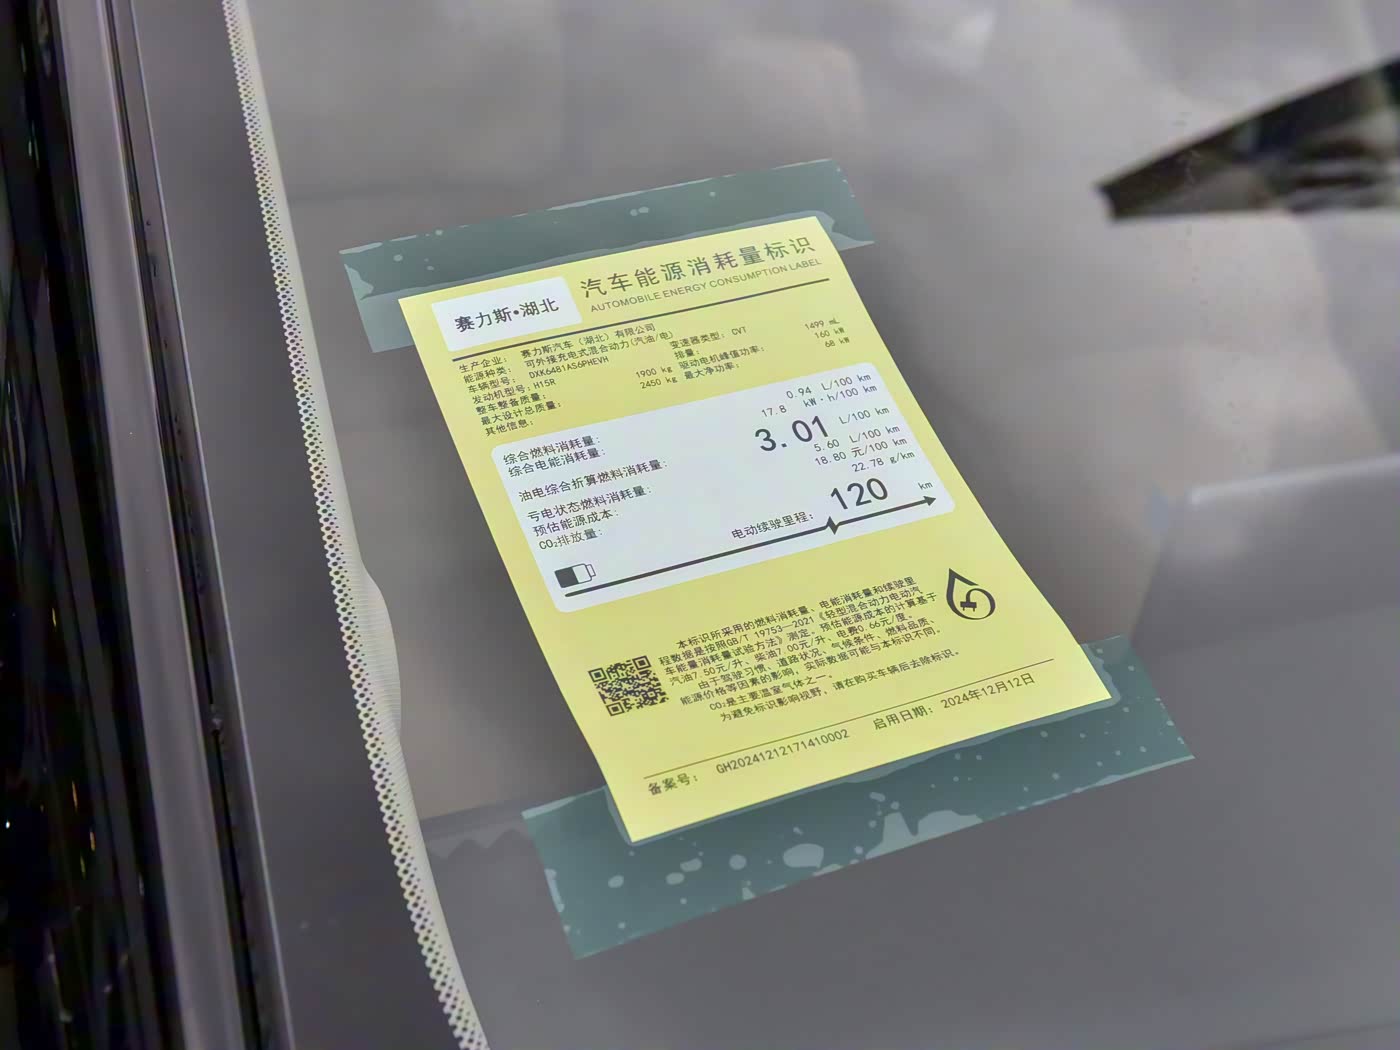 赛力斯•湖北
汽车能源消耗量标识
AUTOMOBILE ENERGY CONSUMPTION LABEL
生产企业： 赛力斯汽车（湖北）有限公司
能源种类： 可外接充电式混合动力(汽油/电)
车辆型号： DXK6481AS6PHEVH 变速器类型： CVT
发动机型号：H15R 排量： 1499 mL
整车整备质量： 1900 kg 驱动电机峰值功率： 160 kW
最大设计总质量： 2450 kg 最大净功率： 68 kW
其他信息：
综合燃料消耗量： 0.94 L/100 km
综合电能消耗量： 17.8 kW·h/100 km
油电综合折算燃料消耗量： 3.01 L/100 km
亏电状态燃料消耗量： 5.60 L/100 km
预估能源成本： 18.80 元/100 km
CO₂排放量： 22.78 g/km
电动续驶里程： 120 km
本标识所采用的燃料消耗量、电能消耗量和续驶里
程数据是按照GB/T 19753—2021《轻型混合动力电动汽
车能量消耗量试验方法》测定，预估能源成本的计算基于
汽油7.50元/升、柴油7.00元/升、电费0.66元/度。
由于驾驶习惯、道路状况、气候条件、燃料品质、
能源价格等因素的影响，实际数据可能与本标识不同。
CO₂是主要温室气体之一。
为避免标识影响视野，请在购买车辆后去除标识。
备案号： GH20241212171410002 启用日期： 2024年12月12日